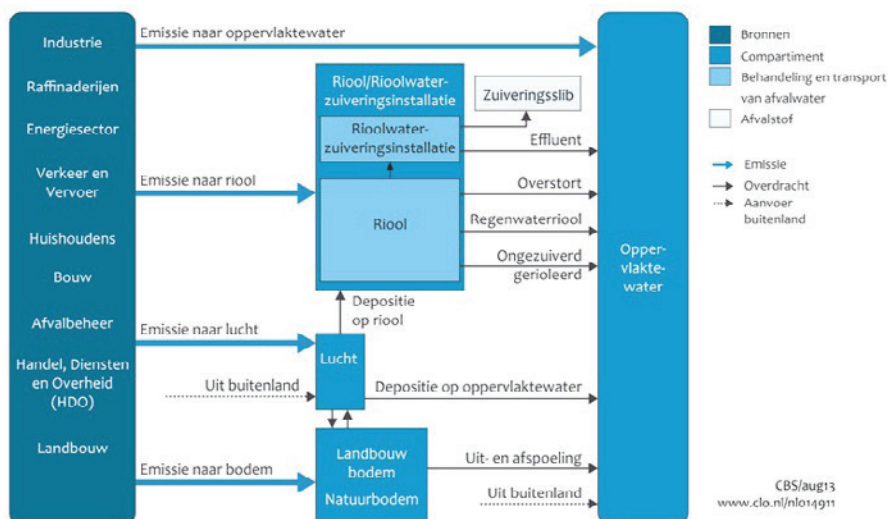 Industrie
Raffinaderijen
Energiesector
Verkeer en
Vervoer
Huishoudens
Bouw
Afvalbeheer
Handel, Diensten
en Overheid
(HDO)
Landbouw
Emissie naar oppervlaktewater
Emissie naar riool
Emissie naar lucht
Uit buitenland
Emissie naar bodem
Riool/Rioolwater-
zuiveringsinstallatie
Rioolwater-
zuiveringsinstallatie
Riool
Depositie
op riool
Lucht
Landbouw
bodem
Natuurbodem
Zuiveringsslib
Effluent
Overstort
Regenwaterriool
Ongezuiverd
gerioleerd
Depositie op oppervlaktewater
Uit- en afspoeling
Uit buitenland
Opper-
vlakte-
water
Bronnen
Compartiment
Behandeling en transport
van afvalwater
Afvalstof
Emissie
Overdracht
Aanvoer
buitenland
CBS/aug13
www.clo.nl/nl014911